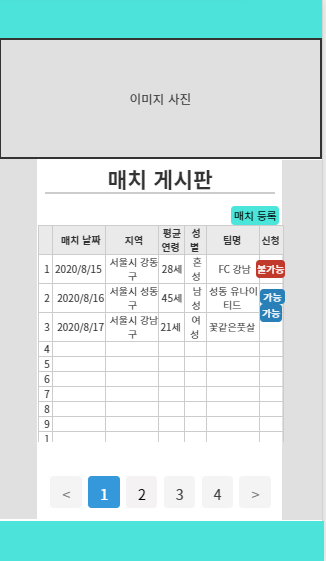 이미지 사진
매치 게시판
매치 등록
매치 날짜 지역 평균 연령 성별 팀명 신청
1 2020/8/15 서울시 강동구 28세 혼성 FC 강남 불가능
2 2020/8/16 서울시 성동구 45세 남성 성동 유나이티드 가능
3 2020/8/17 서울시 강남구 21세 여성 꽃같은풋살 가능
4
5
6
7
8
9
1
< 1 2 3 4 >